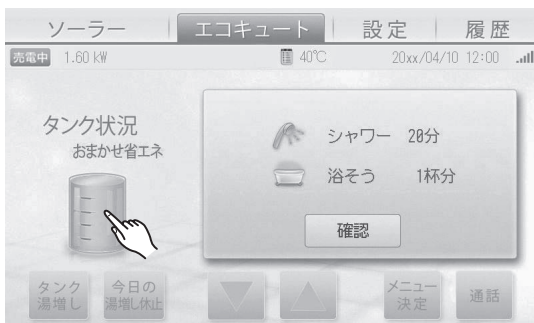 ソーラー エコキュート 設定 履歴
売電中 1.60 kW 40℃ 20xx/04/10 12:00
タンク状況
おまかせ省エネ
シャワー 20分
浴そう 1杯分
確認
タンク
湯増し
今日の
湯増し休止
メニュー
決定
通話